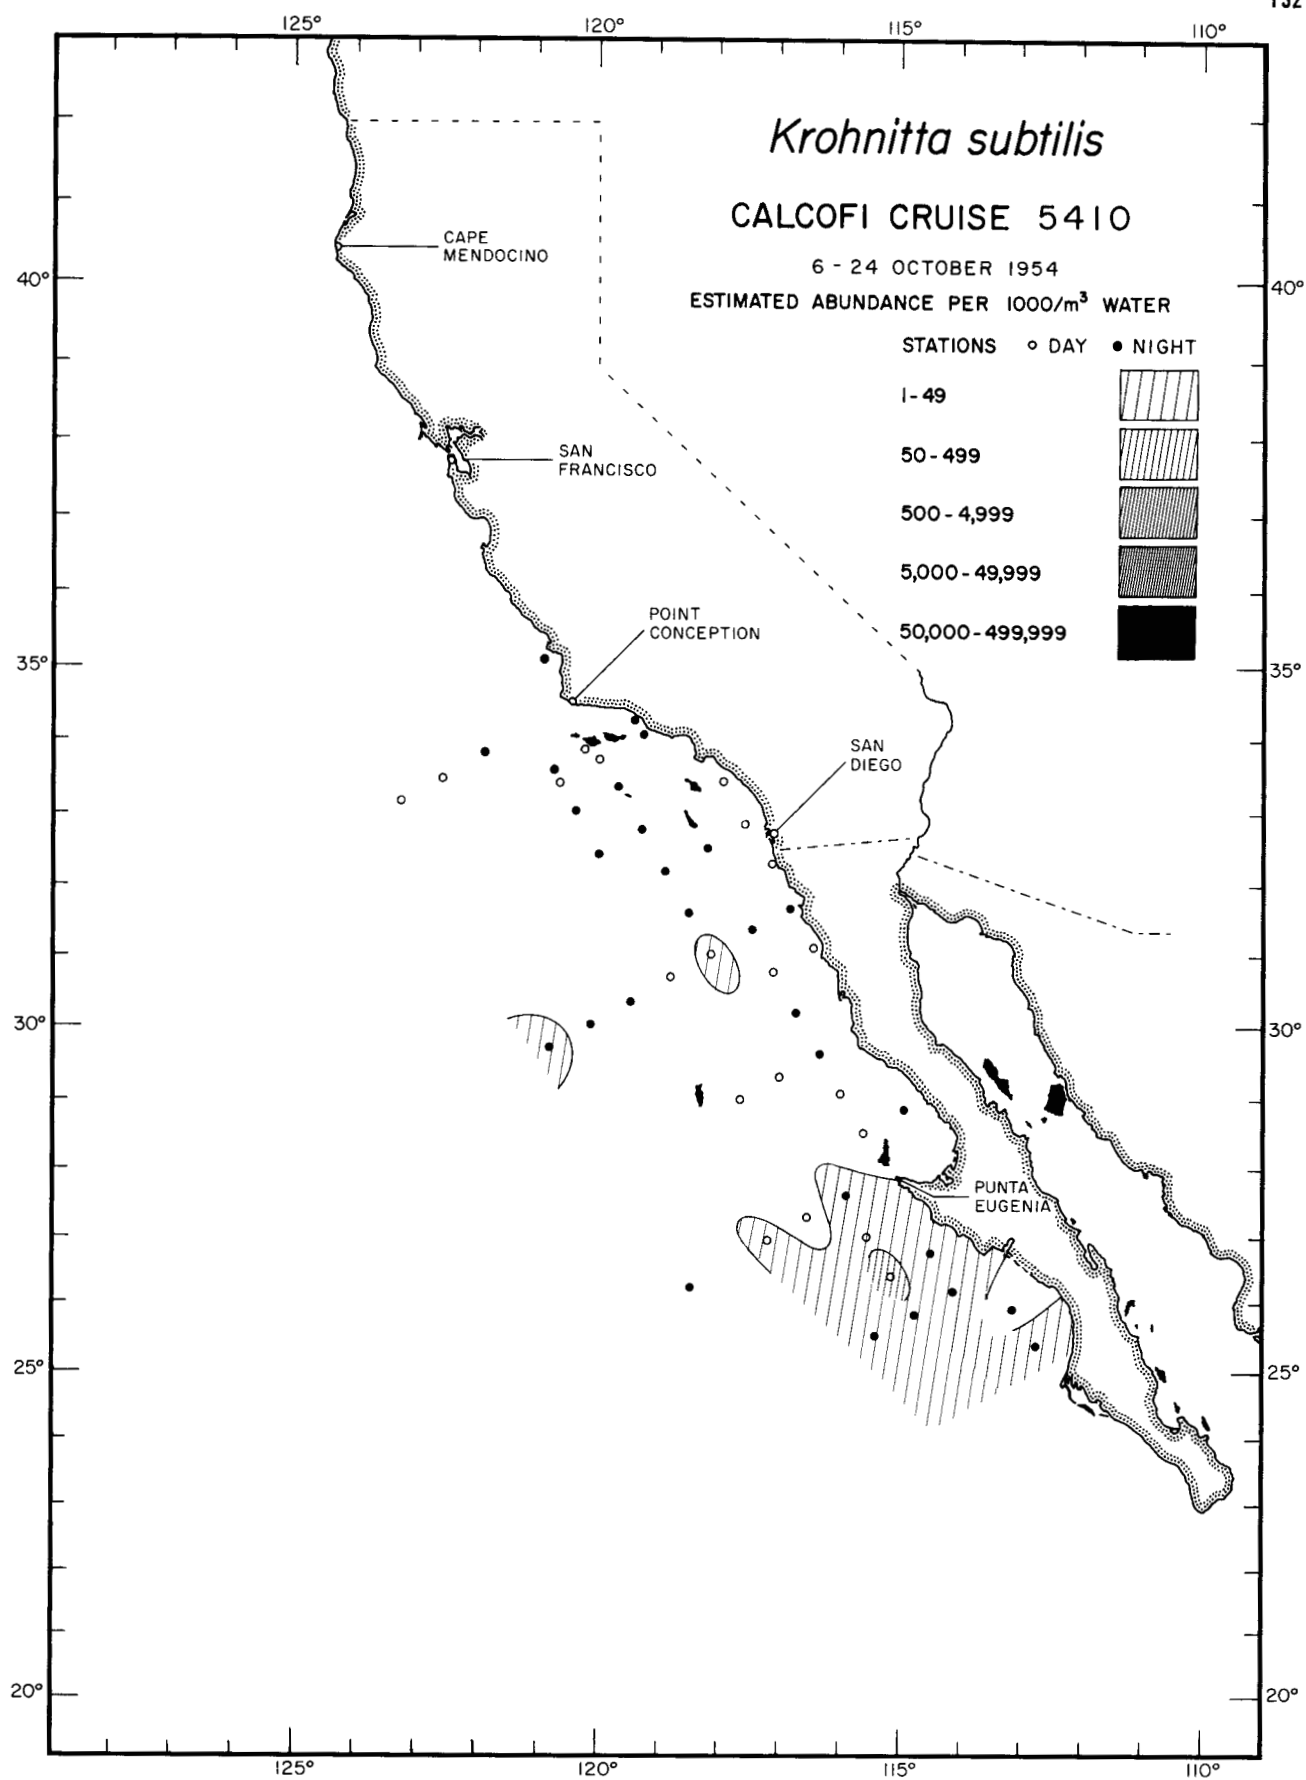 125° 120° 115° 110°
Krohnitta subtilis
CALCOFI CRUISE 5410
6 - 24 OCTOBER 1954
ESTIMATED ABUNDANCE PER 1000/m³ WATER
STATIONS ○ DAY ● NIGHT
1-49
50-499
500-4,999
5,000-49,999
50,000-499,999
CAPE
MENDOCINO
40° 40°
SAN
FRANCISCO
POINT
CONCEPTION
35° 35°
SAN
DIEGO
30° 30°
PUNTA
EUGENIA
25° 25°
20° 20°
125° 120° 115° 110°